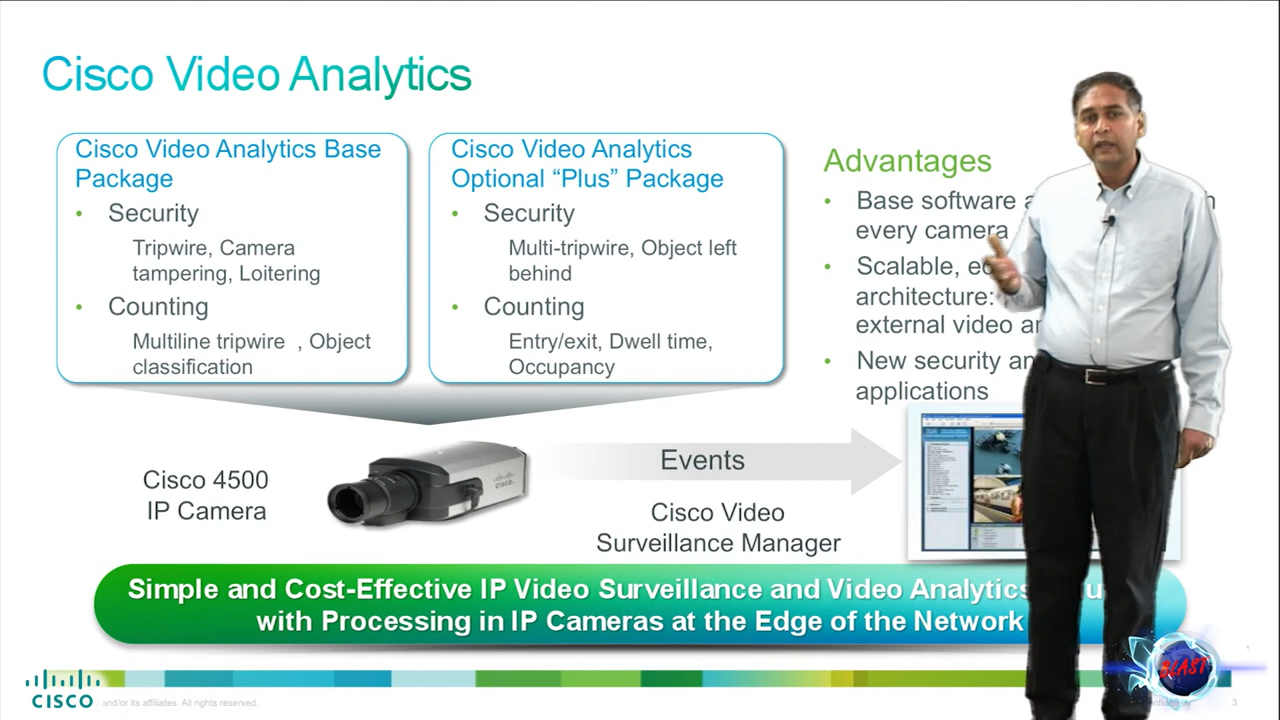 Cisco Video Analytics
Cisco Video Analytics Base
Package
• Security
Tripwire, Camera
tampering, Loitering
• Counting
Multiline tripwire , Object
classification
Cisco Video Analytics
Optional “Plus” Package
• Security
Multi-tripwire, Object left
behind
• Counting
Entry/exit, Dwell time,
Occupancy
Advantages
• Base software
every camera
• Scalable,
architecture:
external video
• New security
applications
Cisco 4500
IP Camera
CISCO
Events
Cisco Video
Surveillance Manager
Simple and Cost-Effective IP Video Surveillance and Video Analytics
with Processing in IP Cameras at the Edge of the Network
CISCO
and/or its affiliates. All rights reserved.
BLAST
3